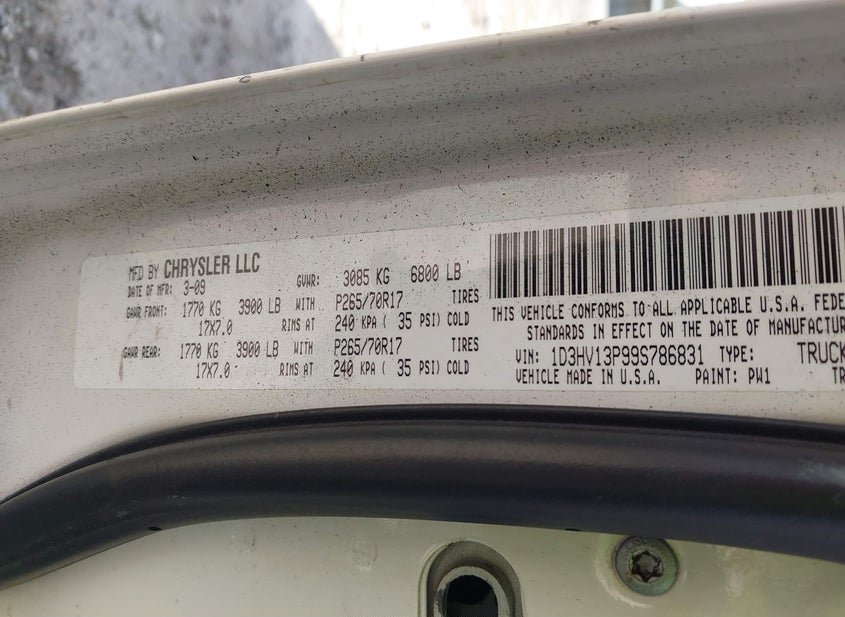 MFD BY CHRYSLER LLC
DATE OF MFR: 3-09 GVWR: 3085 KG 6800 LB
GAWR FRONT: 1770 KG 3900 LB WITH P265/70R17 TIRES
17X7.0 RIMS AT 240 KPA ( 35 PSI) COLD
GAWR REAR: 1770 KG 3900 LB WITH P265/70R17 TIRES
17X7.0 RIMS AT 240 KPA ( 35 PSI) COLD
THIS VEHICLE CONFORMS TO ALL APPLICABLE U.S.A. FEDE
STANDARDS IN EFFECT ON THE DATE OF MANUFACTUR
VIN: 1D3HV13P99S786831 TYPE: TRUCK
VEHICLE MADE IN U.S.A. PAINT: PW1 TR